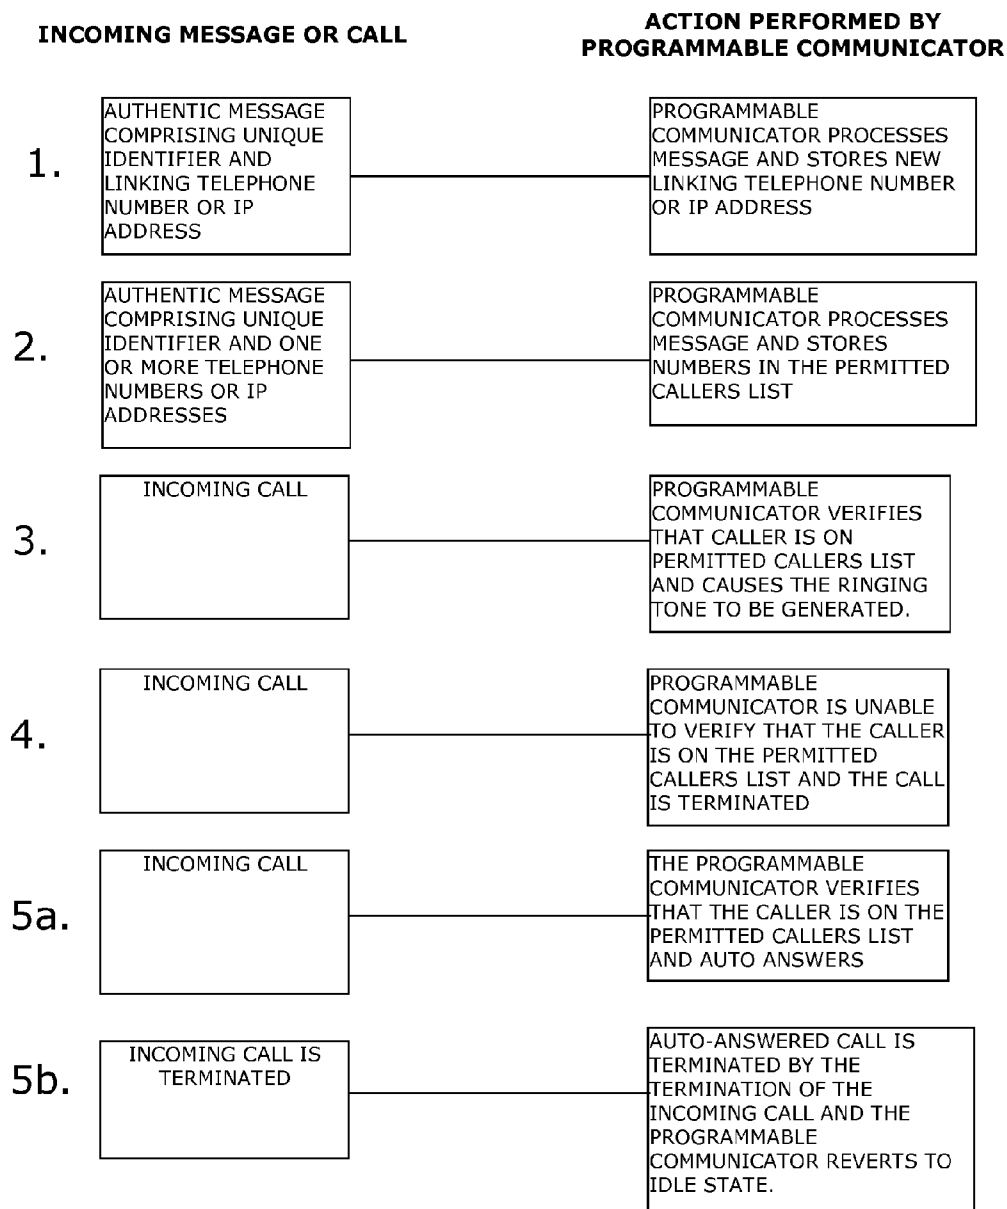 INCOMING MESSAGE OR CALL
ACTION PERFORMED BY
PROGRAMMABLE COMMUNICATOR
1.
AUTHENTIC MESSAGE
COMPRISING UNIQUE
IDENTIFIER AND
LINKING TELEPHONE
NUMBER OR IP
ADDRESS
PROGRAMMABLE
COMMUNICATOR PROCESSES
MESSAGE AND STORES NEW
LINKING TELEPHONE NUMBER
OR IP ADDRESS
2.
AUTHENTIC MESSAGE
COMPRISING UNIQUE
IDENTIFIER AND ONE
OR MORE TELEPHONE
NUMBERS OR IP
ADDRESSES
PROGRAMMABLE
COMMUNICATOR PROCESSES
MESSAGE AND STORES
NUMBERS IN THE PERMITTED
CALLERS LIST
3.
INCOMING CALL
PROGRAMMABLE
COMMUNICATOR VERIFIES
THAT CALLER IS ON
PERMITTED CALLERS LIST
AND CAUSES THE RINGING
TONE TO BE GENERATED.
4.
INCOMING CALL
PROGRAMMABLE
COMMUNICATOR IS UNABLE
TO VERIFY THAT THE CALLER
IS ON THE PERMITTED
CALLERS LIST AND THE CALL
IS TERMINATED
5a.
INCOMING CALL
THE PROGRAMMABLE
COMMUNICATOR VERIFIES
THAT THE CALLER IS ON THE
PERMITTED CALLERS LIST
AND AUTO ANSWERS
5b.
INCOMING CALL IS
TERMINATED
AUTO-ANSWERED CALL IS
TERMINATED BY THE
TERMINATION OF THE
INCOMING CALL AND THE
PROGRAMMABLE
COMMUNICATOR REVERTS TO
IDLE STATE.